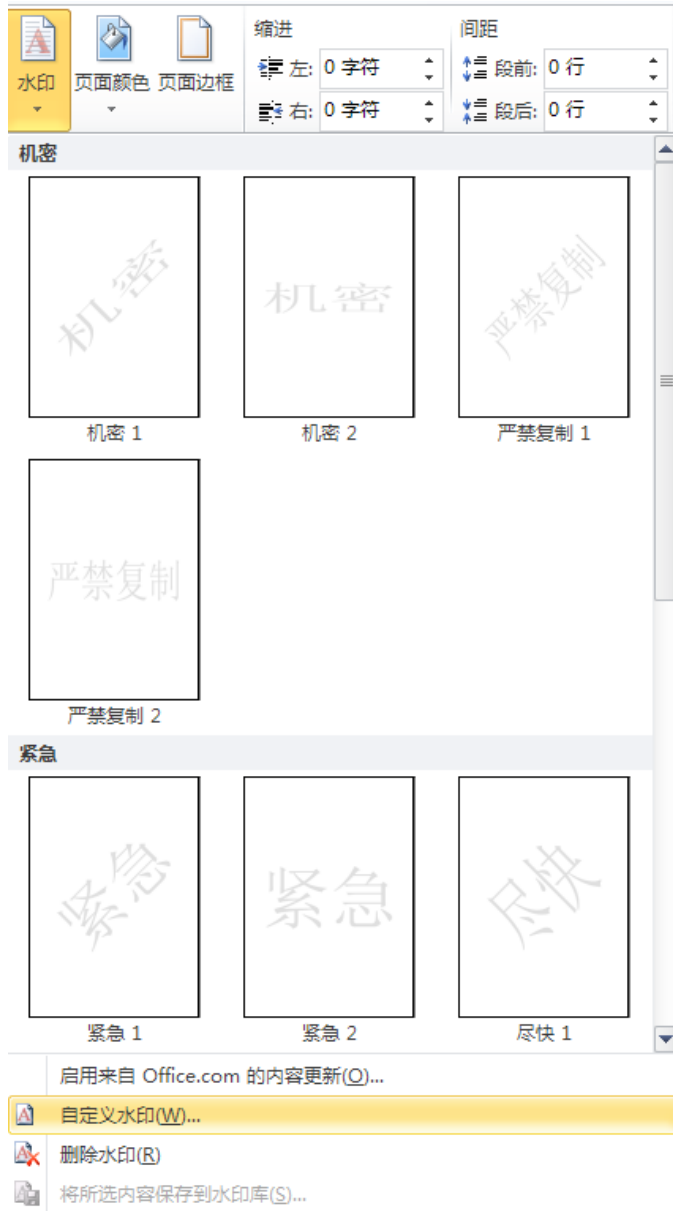 水印
页面颜色
页面边框
缩进
左: 0 字符
右: 0 字符
间距
段前: 0 行
段后: 0 行
机密
机密
机密
严禁复制
机密 1
机密 2
严禁复制 1
严禁复制
严禁复制 2
紧急
紧急
紧急
尽快
紧急 1
紧急 2
尽快 1
启用来自 Office.com 的内容更新(O)...
自定义水印(W)...
删除水印(R)
将所选内容保存到水印库(S)...